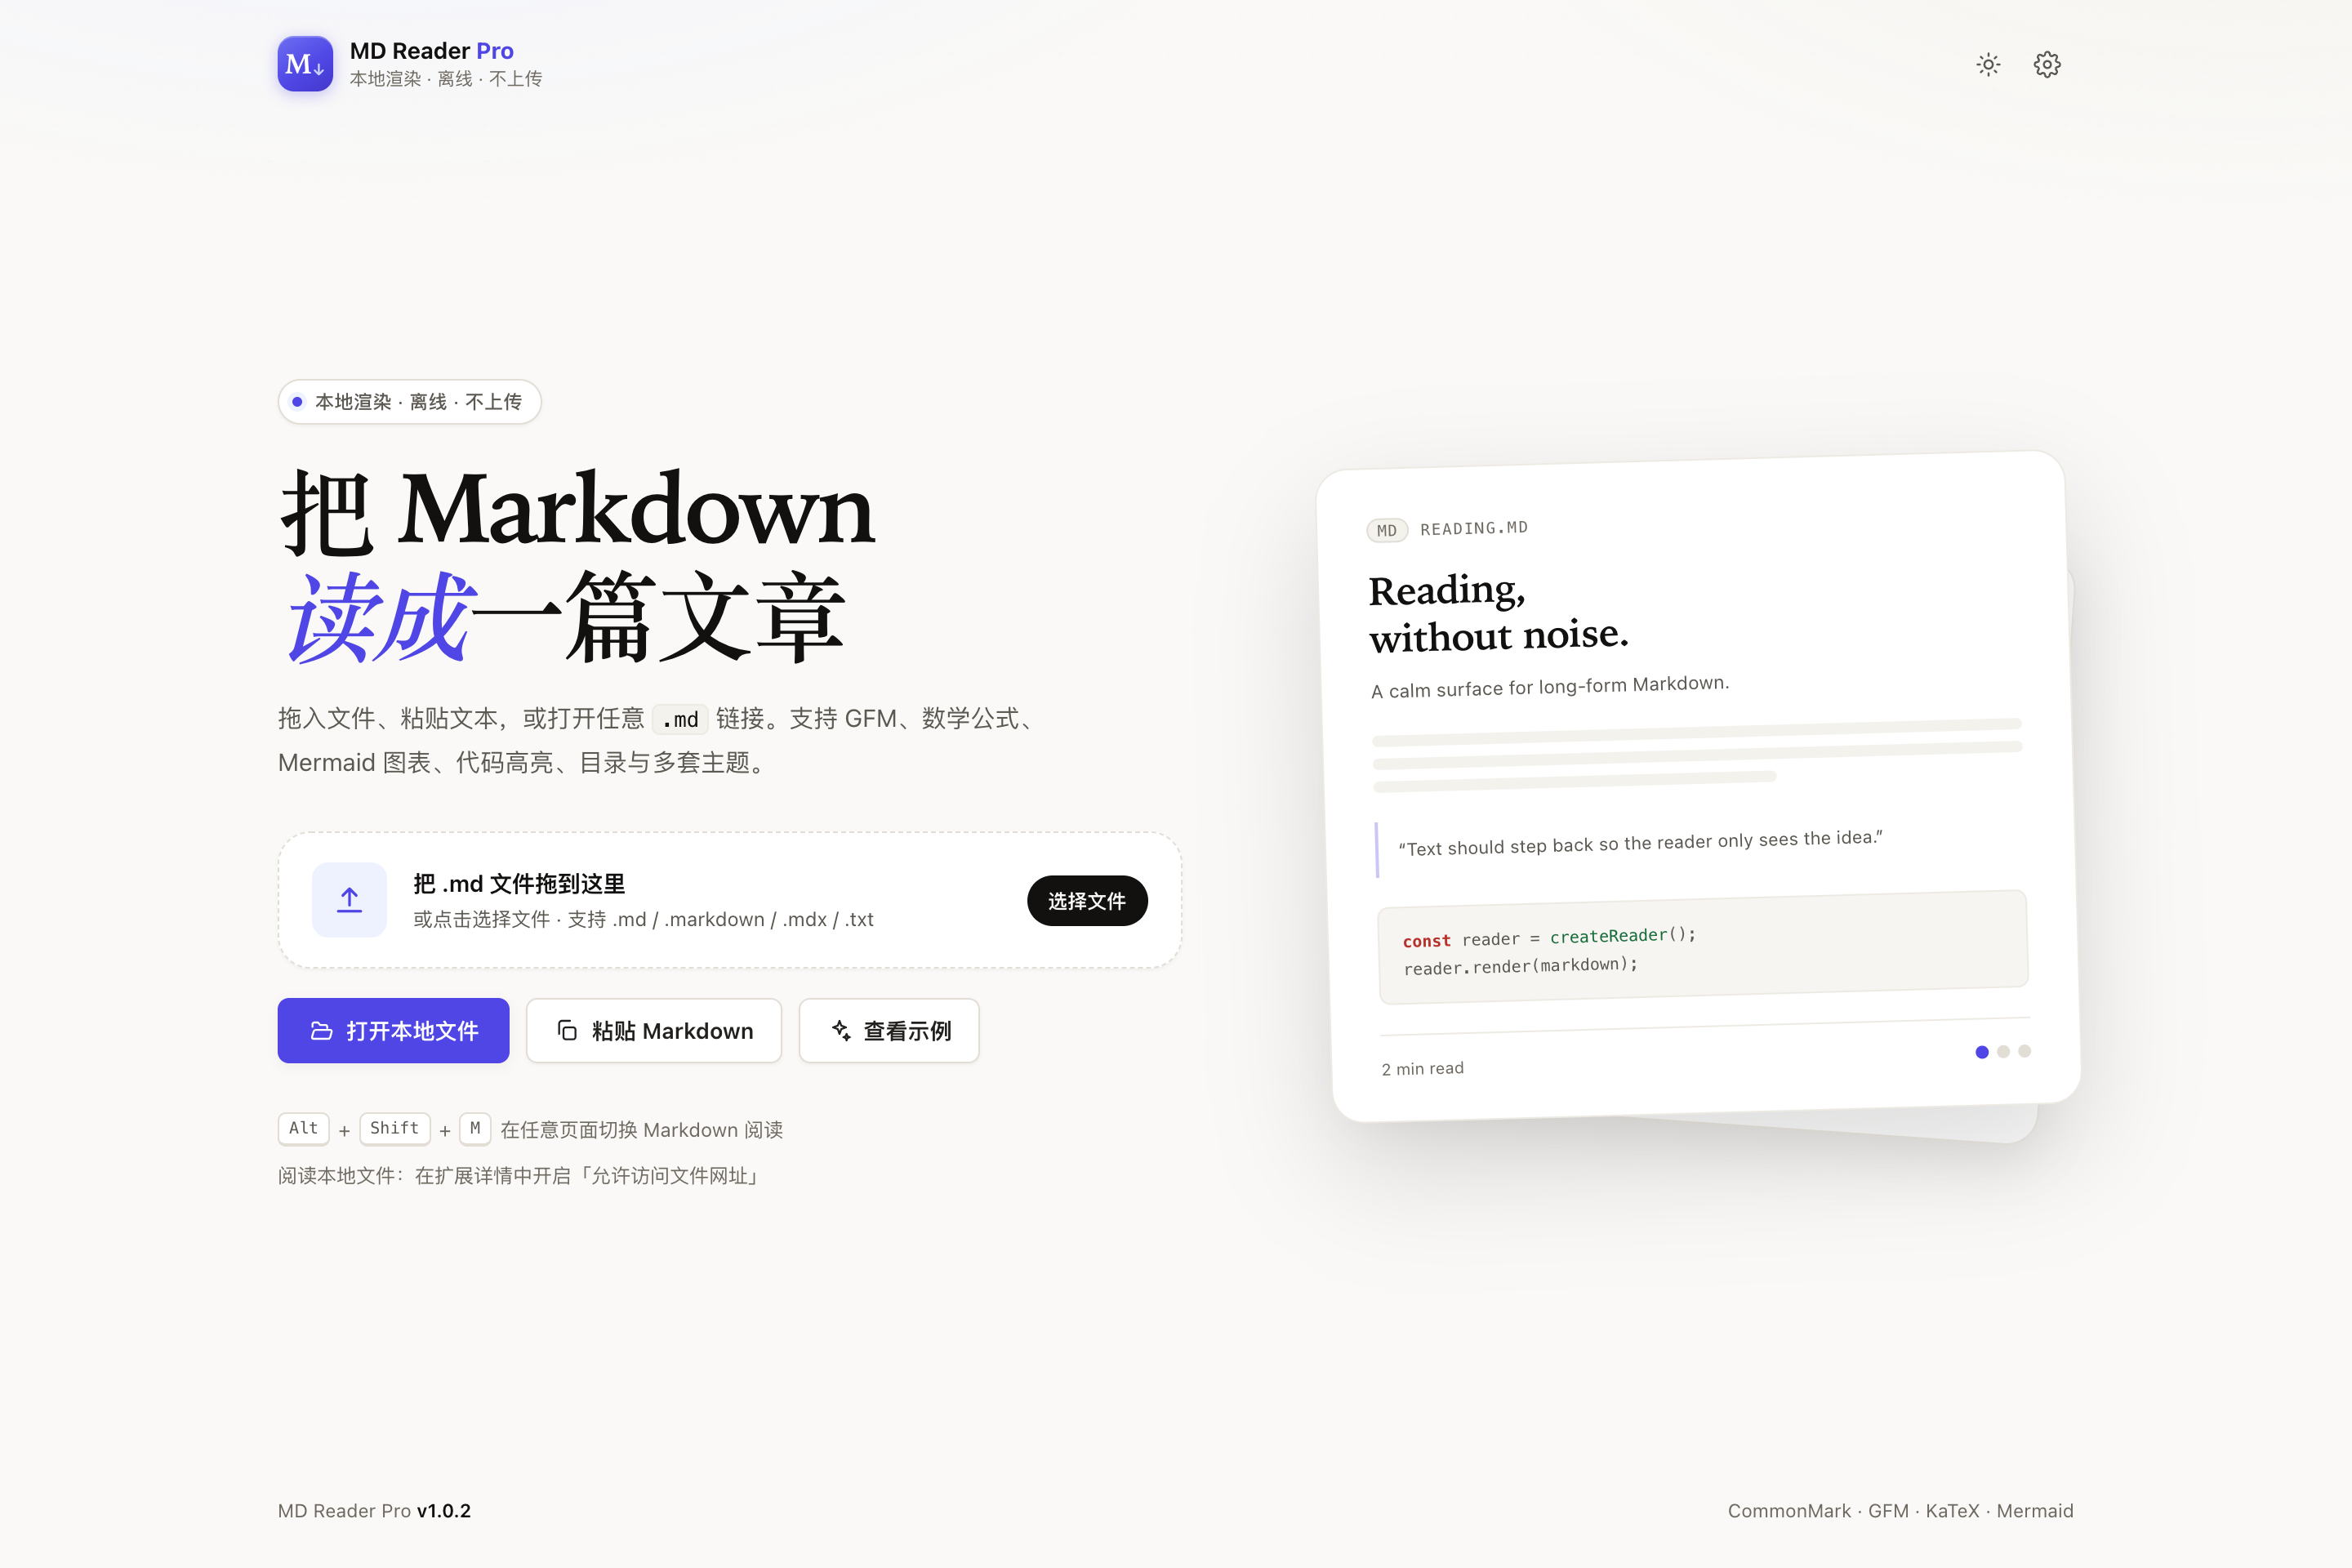 M↓
MD Reader Pro
本地渲染 · 离线 · 不上传
本地渲染 · 离线 · 不上传
把 Markdown
读成一篇文章
拖入文件、粘贴文本，或打开任意 .md 链接。支持 GFM、数学公式、
Mermaid 图表、代码高亮、目录与多套主题。
把 .md 文件拖到这里
或点击选择文件 · 支持 .md / .markdown / .mdx / .txt
选择文件
打开本地文件
粘贴 Markdown
查看示例
Alt + Shift + M 在任意页面切换 Markdown 阅读
阅读本地文件：在扩展详情中开启「允许访问文件网址」
MD READING.MD
Reading,
without noise.
A calm surface for long-form Markdown.
“Text should step back so the reader only sees the idea.”
const reader = createReader();
reader.render(markdown);
2 min read
MD Reader Pro v1.0.2
CommonMark · GFM · KaTeX · Mermaid